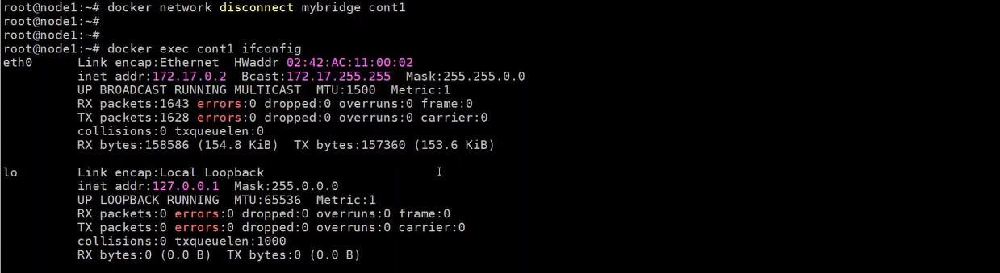 root@node1:~# docker network disconnect mybridge cont1
root@node1:~#
root@node1:~#
root@node1:~# docker exec cont1 ifconfig
eth0      Link encap:Ethernet  HWaddr 02:42:AC:11:00:02
          inet addr:172.17.0.2  Bcast:172.17.255.255  Mask:255.255.0.0
          UP BROADCAST RUNNING MULTICAST  MTU:1500  Metric:1
          RX packets:1643 errors:0 dropped:0 overruns:0 frame:0
          TX packets:1628 errors:0 dropped:0 overruns:0 carrier:0
          collisions:0 txqueuelen:0
          RX bytes:158586 (154.8 KiB)  TX bytes:157360 (153.6 KiB)

lo        Link encap:Local Loopback
          inet addr:127.0.0.1  Mask:255.0.0.0
          UP LOOPBACK RUNNING  MTU:65536  Metric:1
          RX packets:0 errors:0 dropped:0 overruns:0 frame:0
          TX packets:0 errors:0 dropped:0 overruns:0 carrier:0
          collisions:0 txqueuelen:1000
          RX bytes:0 (0.0 B)  TX bytes:0 (0.0 B)